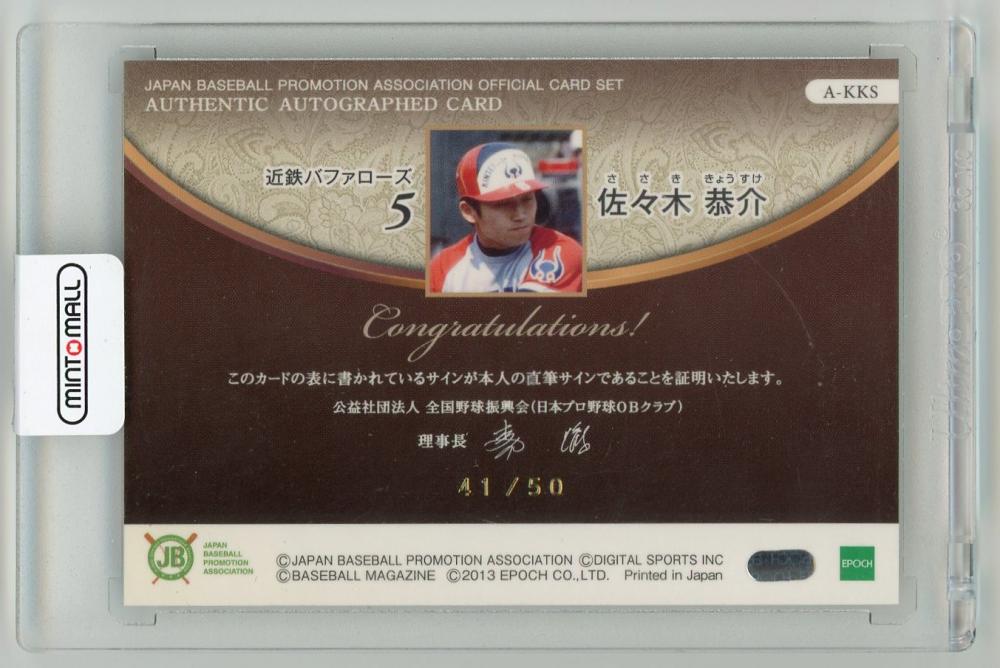 JAPAN BASEBALL PROMOTION ASSOCIATION OFFICIAL CARD SET
AUTHENTIC AUTOGRAPHED CARD
A-KKS
近鉄バファローズ
5
ささき きょうすけ
佐々木 恭介
Congratulations!
このカードの表に書かれているサインが本人の直筆サインであることを証明いたします。
公益社団法人 全国野球振興会(日本プロ野球OBクラブ)
理事長
41/50
MINTOMALL
JB
JAPAN
BASEBALL
PROMOTION
ASSOCIATION
©JAPAN BASEBALL PROMOTION ASSOCIATION ©DIGITAL SPORTS INC
©BASEBALL MAGAZINE ©2013 EPOCH CO.,LTD. Printed in Japan
EPOCH